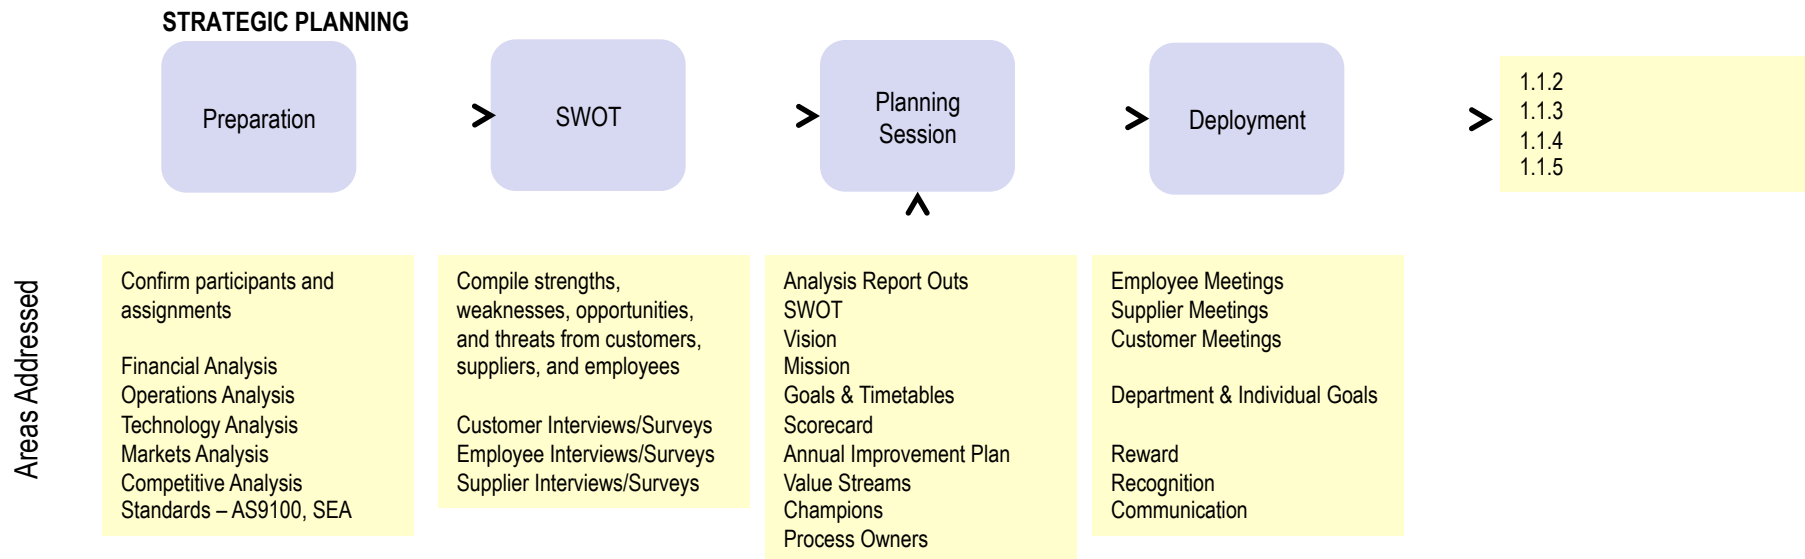 STRATEGIC PLANNING
Preparation
SWOT
Planning
Session
Deployment
1.1.2
1.1.3
1.1.4
1.1.5
Areas Addressed
Confirm participants and
assignments
Financial Analysis
Operations Analysis
Technology Analysis
Markets Analysis
Competitive Analysis
Standards – AS9100, SEA
Compile strengths,
weaknesses, opportunities,
and threats from customers,
suppliers, and employees
Customer Interviews/Surveys
Employee Interviews/Surveys
Supplier Interviews/Surveys
Analysis Report Outs
SWOT
Vision
Mission
Goals & Timetables
Scorecard
Annual Improvement Plan
Value Streams
Champions
Process Owners
Employee Meetings
Supplier Meetings
Customer Meetings
Department & Individual Goals
Reward
Recognition
Communication